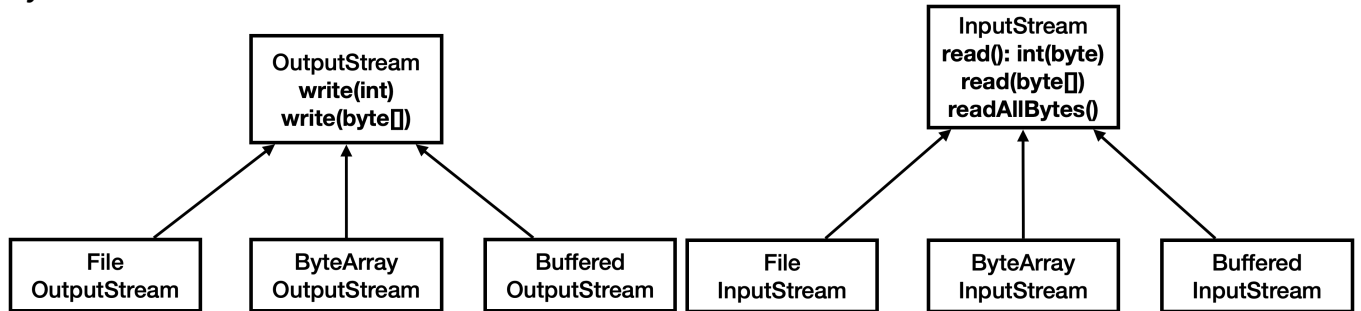 OutputStream
write(int)
write(byte[])
InputStream
read(): int(byte)
read(byte[])
readAllBytes()
File
OutputStream
ByteArray
OutputStream
Buffered
OutputStream
File
InputStream
ByteArray
InputStream
Buffered
InputStream